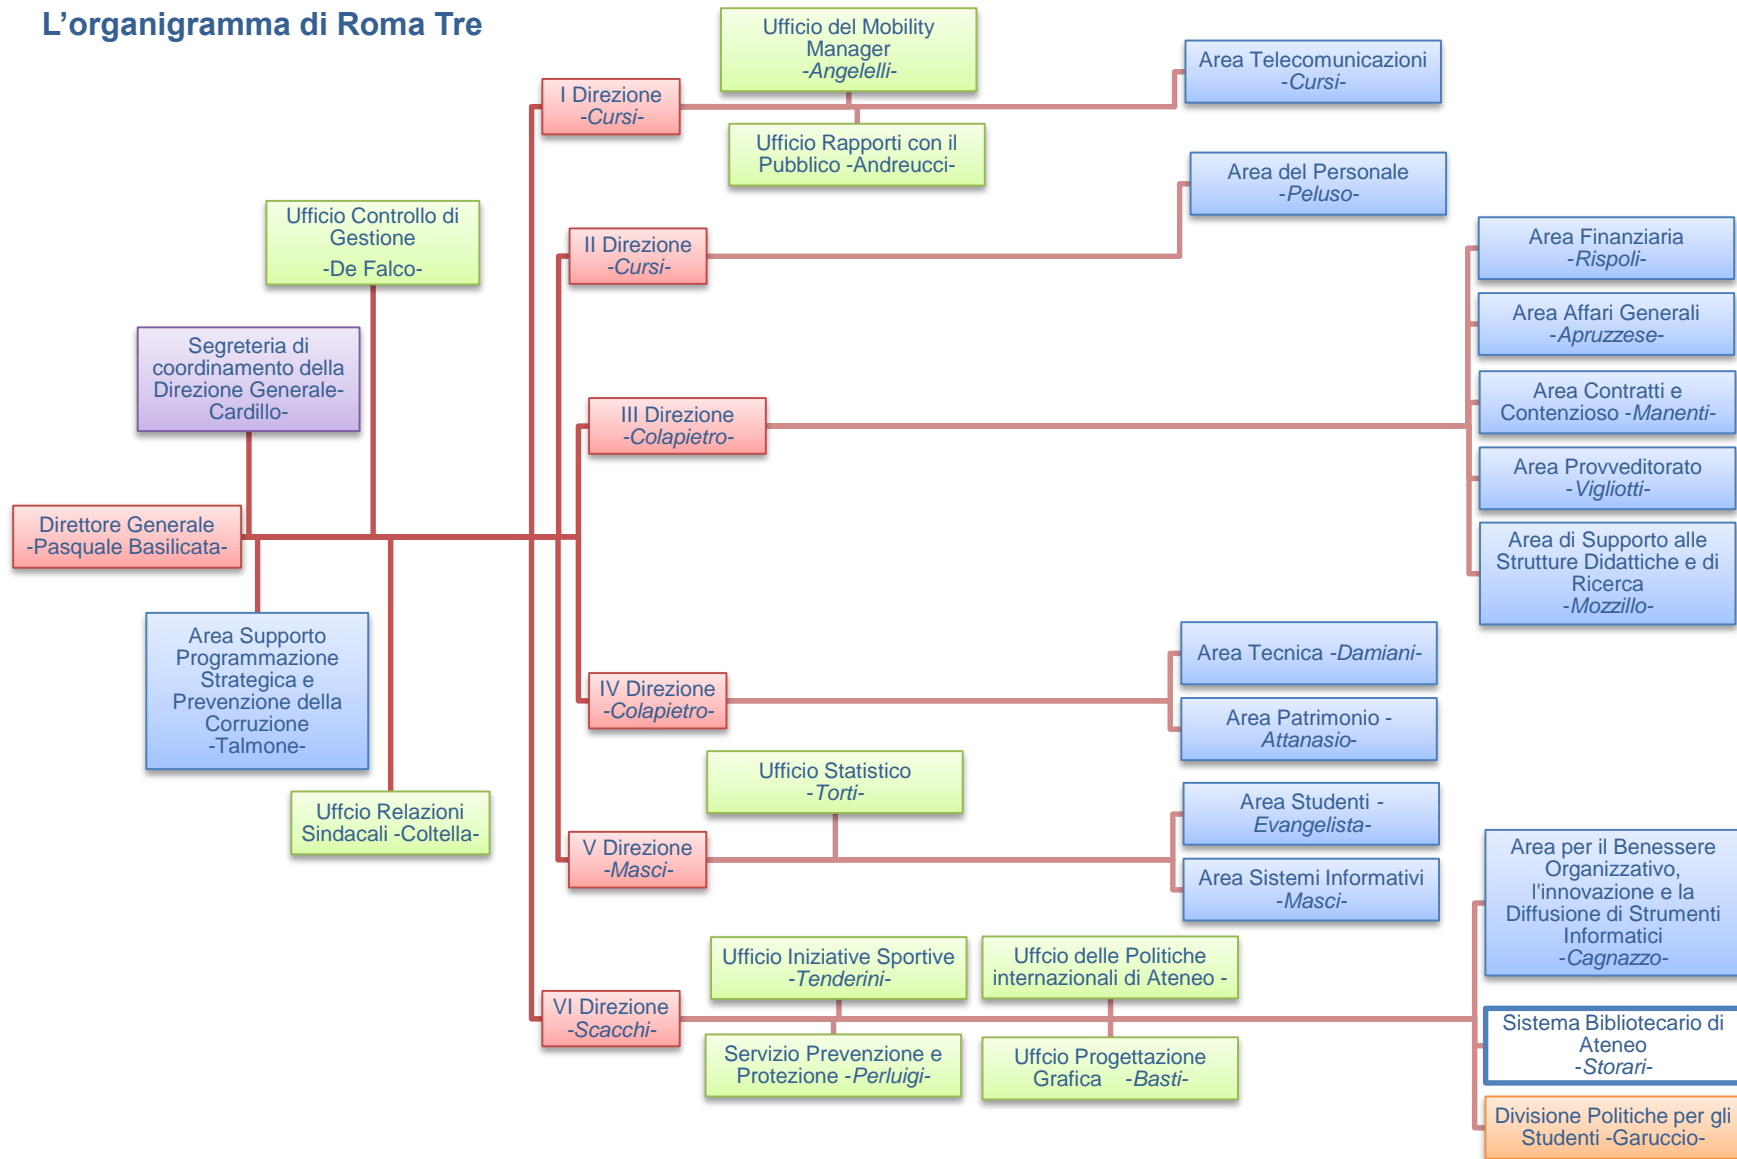 L'organigramma di Roma Tre
Ufficio del Mobility
Manager
-Angelelli-
Area Telecomunicazioni
-Cursi-
I Direzione
-Cursi-
Ufficio Rapporti con il
Pubblico -Andreucci-
Area del Personale
-Peluso-
Ufficio Controllo di
Gestione
-De Falco-
II Direzione
-Cursi-
Area Finanziaria
-Rispoli-
Area Affari Generali
-Apruzzese-
Segreteria di
coordinamento della
Direzione Generale-
Cardillo-
Area Contratti e
Contenzioso -Manenti-
III Direzione
-Colapietro-
Area Provveditorato
-Vigliotti-
Direttore Generale
-Pasquale Basilicata-
Area di Supporto alle
Strutture Didattiche e di
Ricerca
-Mozzillo-
Area Supporto
Programmazione
Strategica e
Prevenzione della
Corruzione
-Talmone-
Area Tecnica -Damiani-
IV Direzione
-Colapietro-
Area Patrimonio -
Attanasio-
Ufficio Statistico
-Torti-
Uffcio Relazioni
Sindacali -Coltella-
Area Studenti -
Evangelista-
V Direzione
-Masci-
Area Sistemi Informativi
-Masci-
Area per il Benessere
Organizzativo,
l'innovazione e la
Diffusione di Strumenti
Informatici
-Cagnazzo-
Ufficio Iniziative Sportive
-Tenderini-
Uffcio delle Politiche
internazionali di Ateneo -
VI Direzione
-Scacchi-
Sistema Bibliotecario di
Ateneo
-Storari-
Servizio Prevenzione e
Protezione -Perluigi-
Uffcio Progettazione
Grafica -Basti-
Divisione Politiche per gli
Studenti -Garuccio-